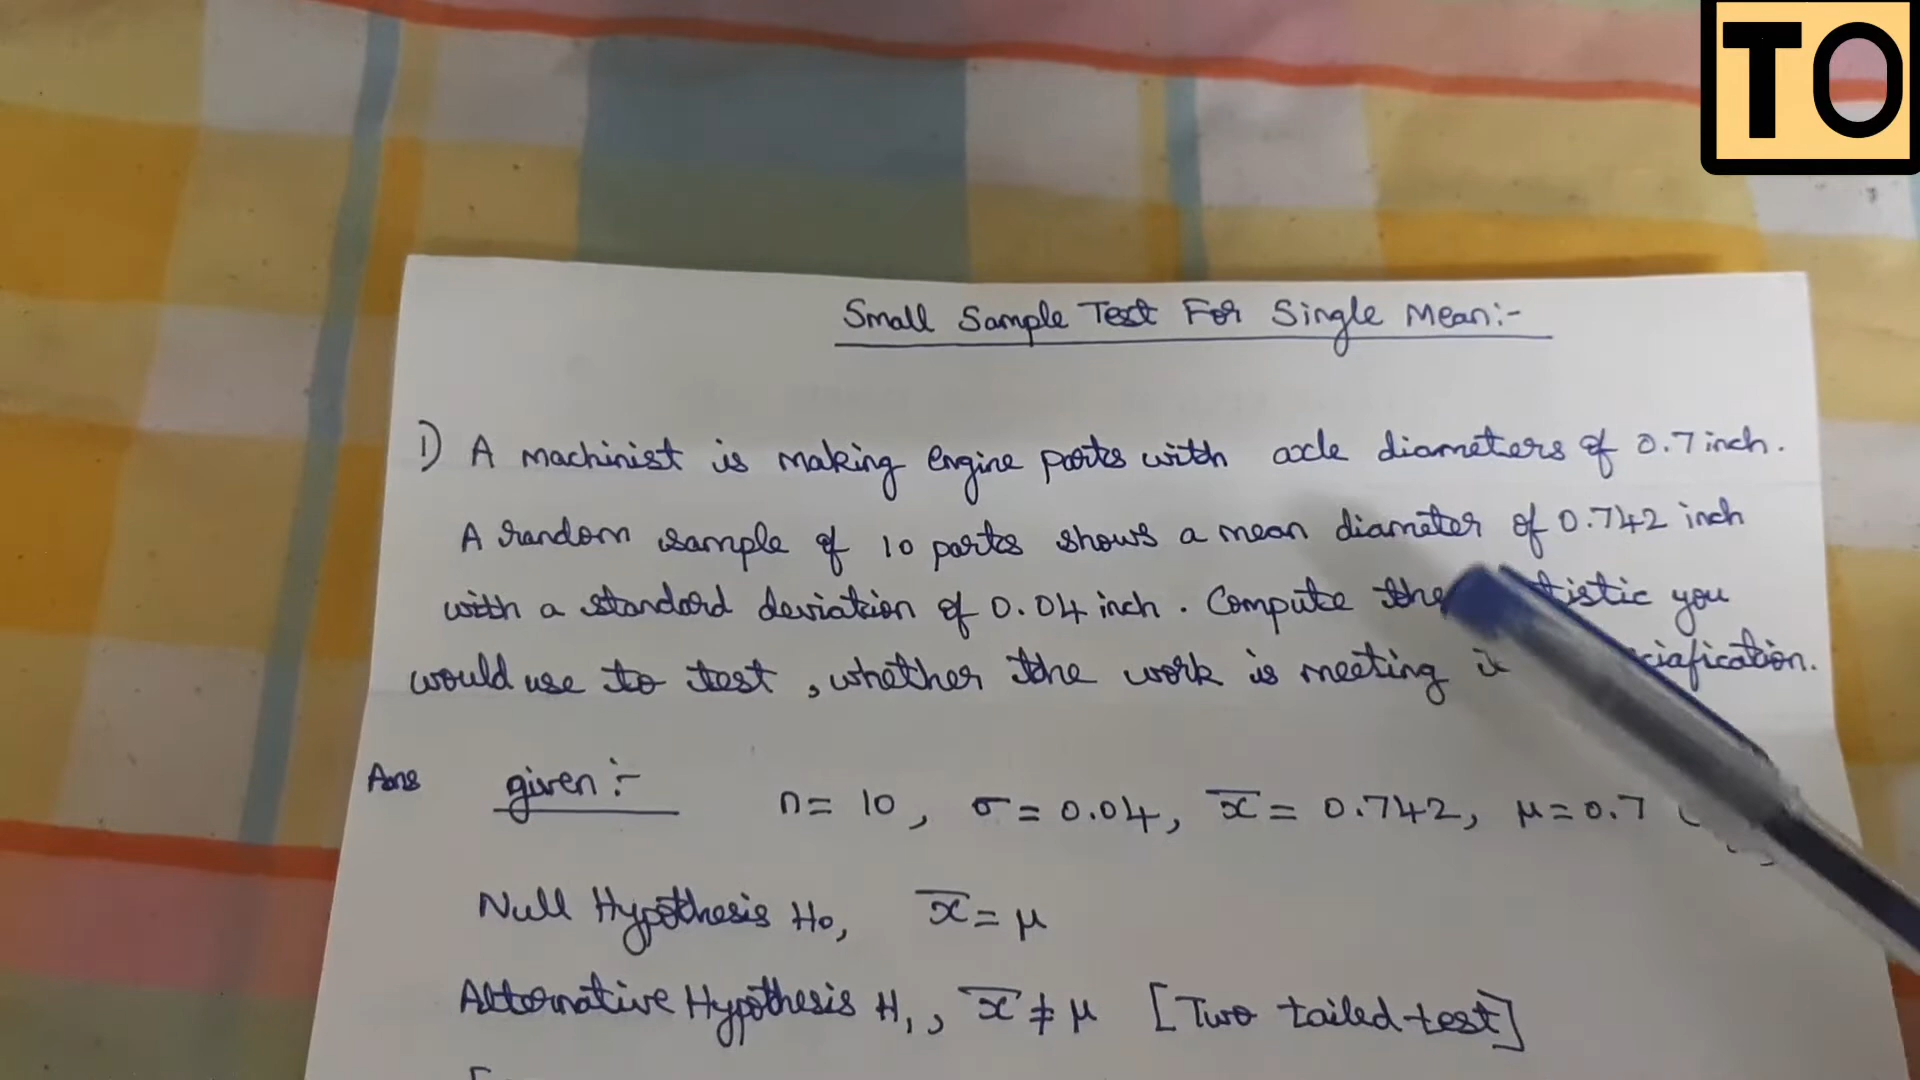 TO
Small Sample Test For Single Mean:-
1) A machinist is making engine parts with axle diameters of 0.7 inch.
A random sample of 10 parts shows a mean diameter of 0.742 inch
with a standard deviation of 0.04 inch. Compute the you
would use to test, whether the work is meeting
Ans given:- n = 10, σ = 0.04, x̅ = 0.742, μ = 0.7
Null Hypothesis H₀, x̅ = μ
Alternative Hypothesis H₁, x̅ ≠ μ [Two tailed test]